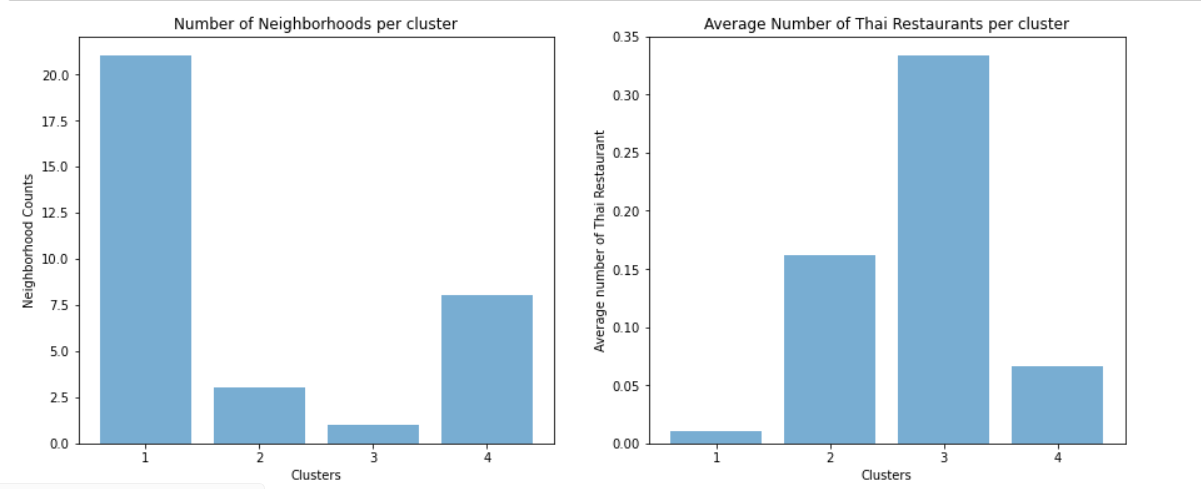 Number of Neighborhoods per cluster
Neighborhood Counts
20.0
17.5
15.0
12.5
10.0
7.5
5.0
2.5
0.0
1 2 3 4
Clusters
Average Number of Thai Restaurants per cluster
Average number of Thai Restaurant
0.35
0.30
0.25
0.20
0.15
0.10
0.05
0.00
1 2 3 4
Clusters